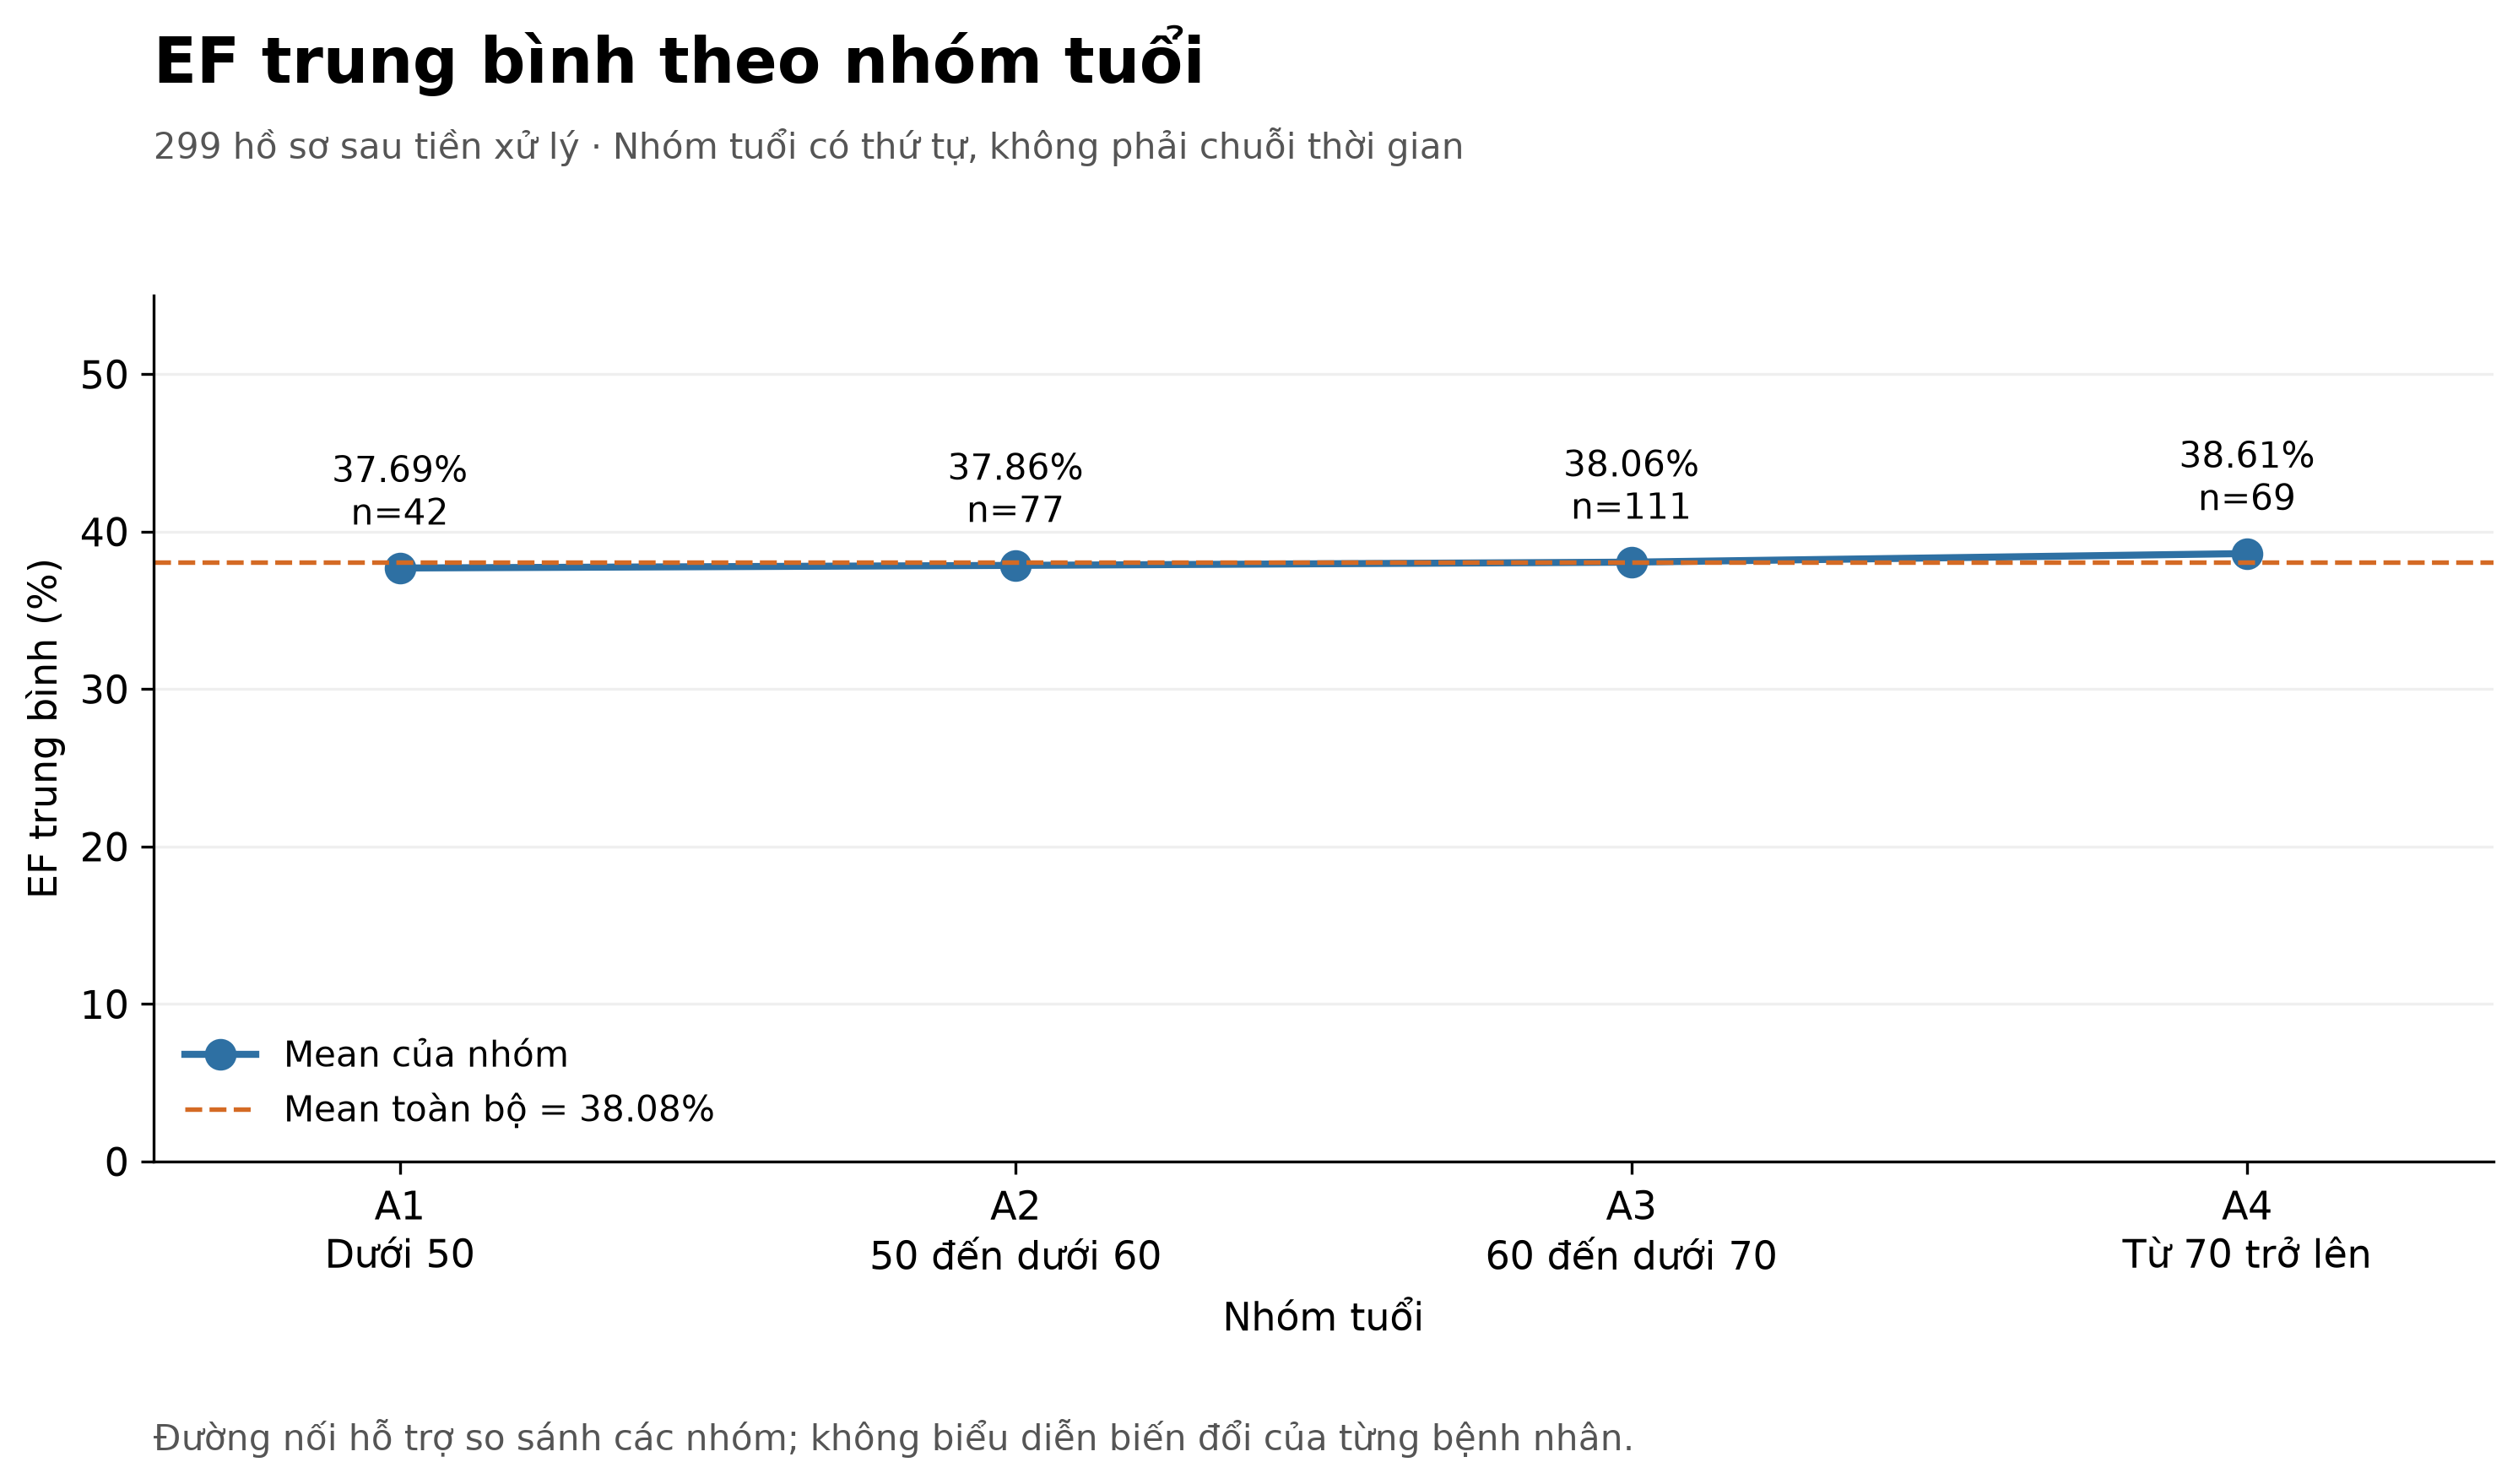 EF trung bình theo nhóm tuổi
299 hồ sơ sau tiền xử lý · Nhóm tuổi có thứ tự, không phải chuỗi thời gian
EF trung bình (%)
50
40
30
20
10
0
37.69%
n=42
37.86%
n=77
38.06%
n=111
38.61%
n=69
Mean của nhóm
Mean toàn bộ = 38.08%
A1
Dưới 50
A2
50 đến dưới 60
A3
60 đến dưới 70
A4
Từ 70 trở lên
Nhóm tuổi
Đường nối hỗ trợ so sánh các nhóm; không biểu diễn biến đổi của từng bệnh nhân.